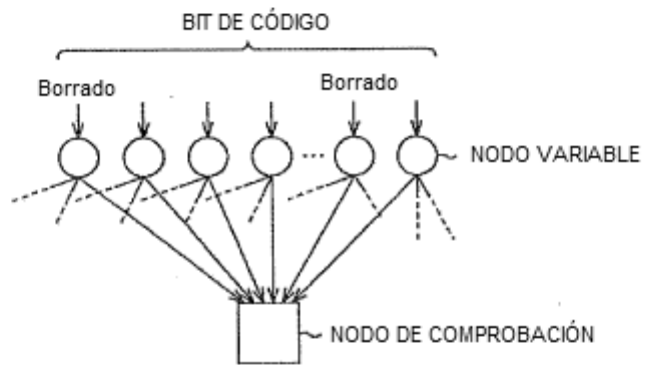 BIT DE CÓDIGO
Borrado
Borrado
...
NODO VARIABLE
NODO DE COMPROBACIÓN